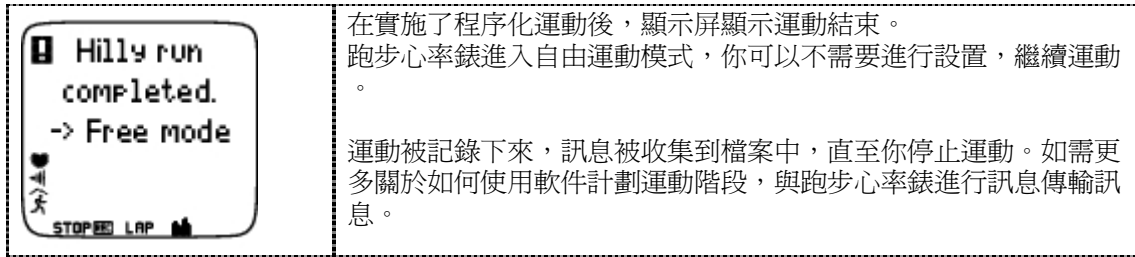 Hilly run
completed.
-> Free mode
STOP REC LAP
在實施了程序化運動後，顯示屏顯示運動結束。
跑步心率錶進入自由運動模式，你可以不需要進行設置，繼續運動
。
運動被記錄下來，訊息被收集到檔案中，直至你停止運動。如需更
多關於如何使用軟件計劃運動階段，與跑步心率錶進行訊息傳輸訊
息。